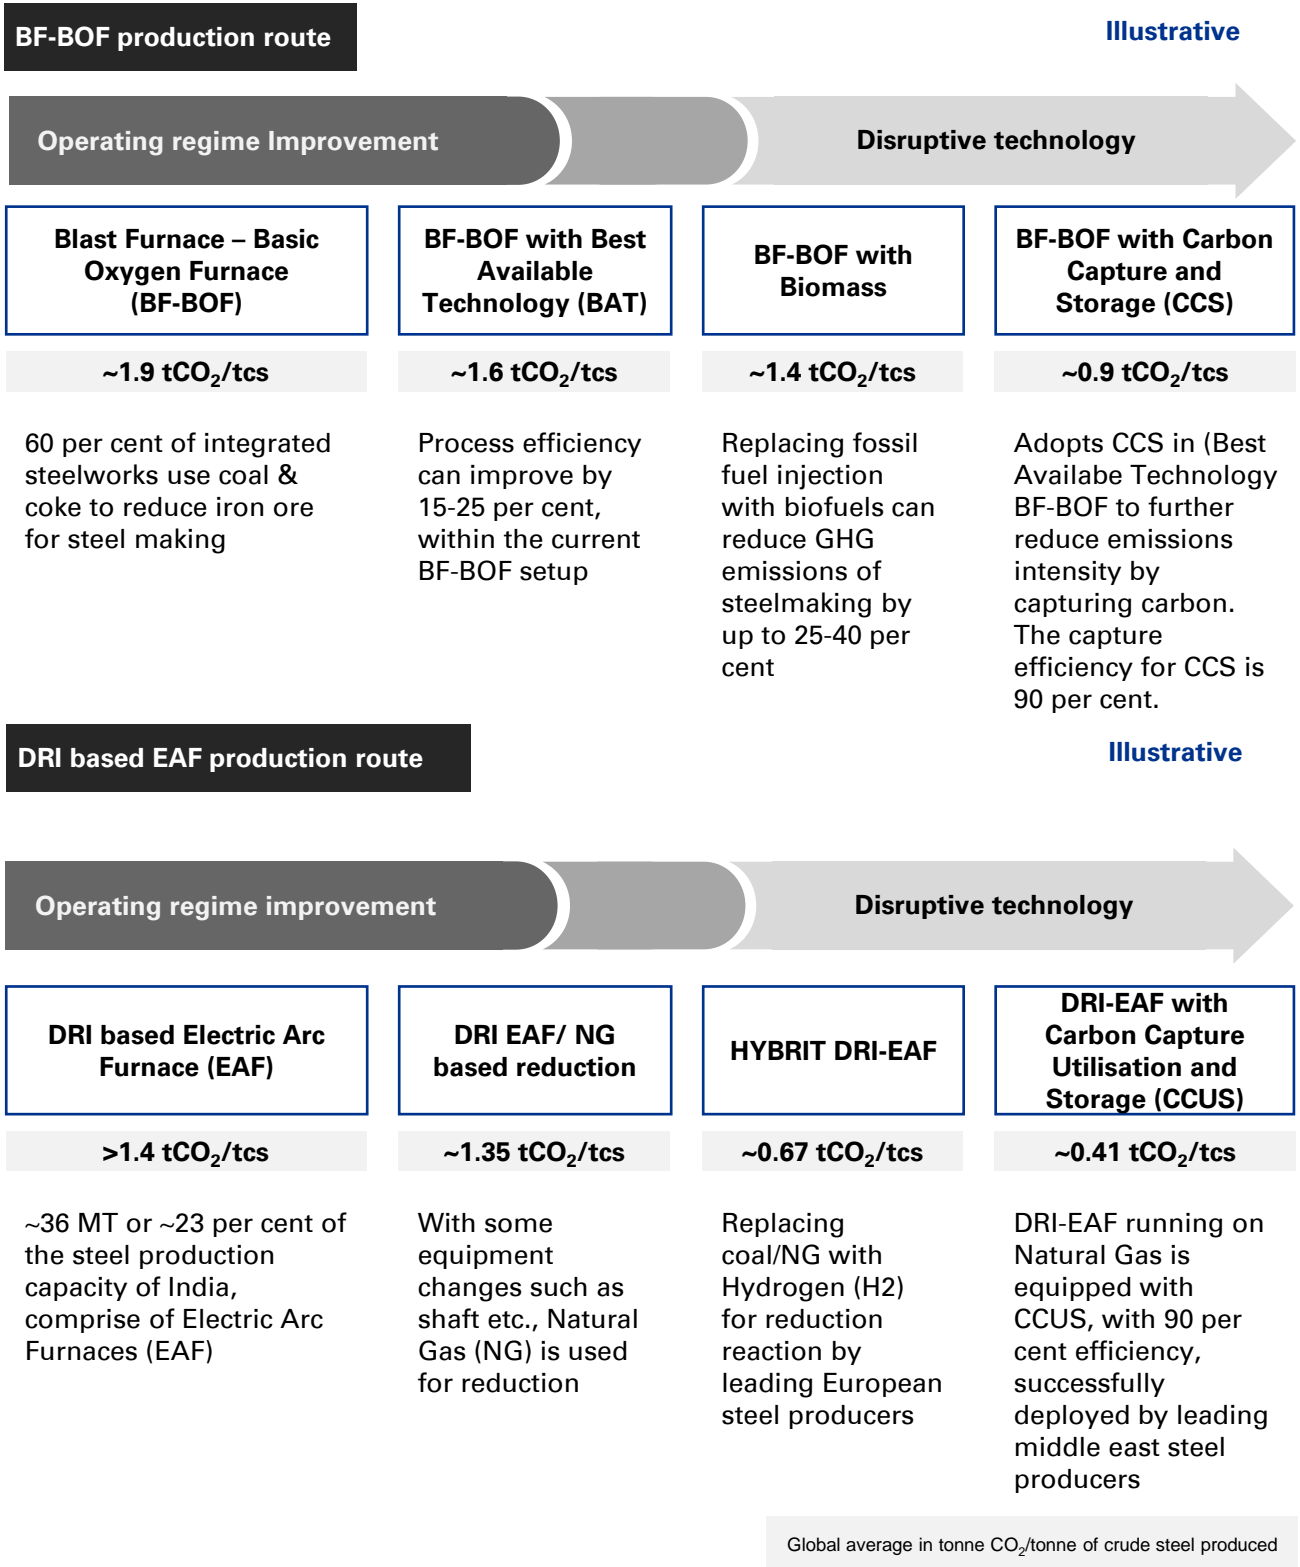 BF-BOF production route
Illustrative
Operating regime Improvement
Disruptive technology
Blast Furnace – Basic
Oxygen Furnace
(BF-BOF)
BF-BOF with Best
Available
Technology (BAT)
BF-BOF with
Biomass
BF-BOF with Carbon
Capture and
Storage (CCS)
~1.9 tCO₂/tcs
~1.6 tCO₂/tcs
~1.4 tCO₂/tcs
~0.9 tCO₂/tcs
60 per cent of integrated
steelworks use coal &
coke to reduce iron ore
for steel making
Process efficiency
can improve by
15-25 per cent,
within the current
BF-BOF setup
Replacing fossil
fuel injection
with biofuels can
reduce GHG
emissions of
steelmaking by
up to 25-40 per
cent
Adopts CCS in (Best
Availabe Technology
BF-BOF to further
reduce emissions
intensity by
capturing carbon.
The capture
efficiency for CCS is
90 per cent.
DRI based EAF production route
Illustrative
Operating regime improvement
Disruptive technology
DRI based Electric Arc
Furnace (EAF)
DRI EAF/ NG
based reduction
HYBRIT DRI-EAF
DRI-EAF with
Carbon Capture
Utilisation and
Storage (CCUS)
>1.4 tCO₂/tcs
~1.35 tCO₂/tcs
~0.67 tCO₂/tcs
~0.41 tCO₂/tcs
~36 MT or ~23 per cent of
the steel production
capacity of India,
comprise of Electric Arc
Furnaces (EAF)
With some
equipment
changes such as
shaft etc., Natural
Gas (NG) is used
for reduction
Replacing
coal/NG with
Hydrogen (H2)
for reduction
reaction by
leading European
steel producers
DRI-EAF running on
Natural Gas is
equipped with
CCUS, with 90 per
cent efficiency,
successfully
deployed by leading
middle east steel
producers
Global average in tonne CO₂/tonne of crude steel produced